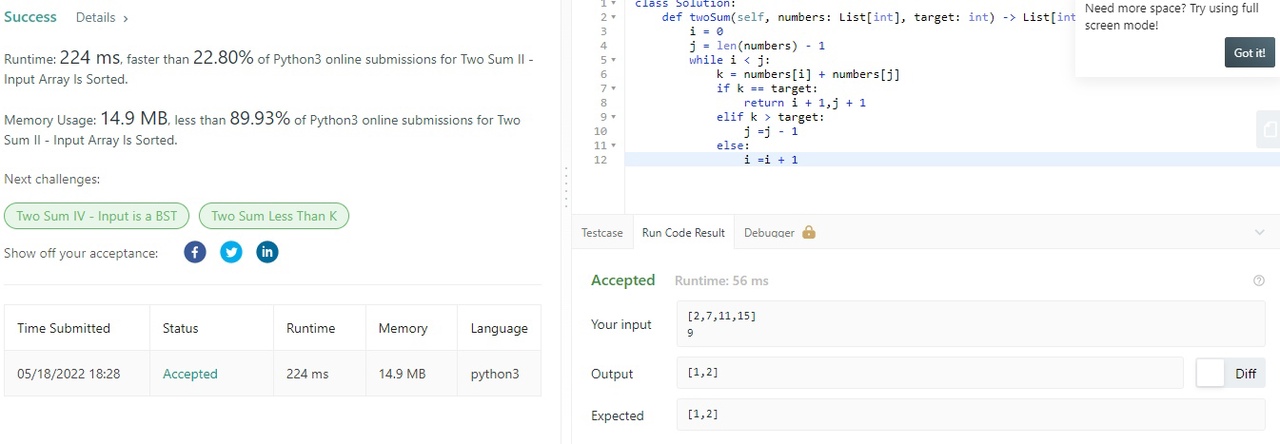 Success Details >
Runtime: 224 ms, faster than 22.80% of Python3 online submissions for Two Sum II -
Input Array Is Sorted.
Memory Usage: 14.9 MB, less than 89.93% of Python3 online submissions for Two
Sum II - Input Array Is Sorted.
Next challenges:
Two Sum IV - Input is a BST Two Sum Less Than K
Show off your acceptance: f in
Time Submitted Status Runtime Memory Language
05/18/2022 18:28 Accepted 224 ms 14.9 MB python3
1 class Solution:
2 def twoSum(self, numbers: List[int], target: int) -> List[int
3 i = 0
4 j = len(numbers) - 1
5 while i < j:
6 k = numbers[i] + numbers[j]
7 if k == target:
8 return i + 1,j + 1
9 elif k > target:
10 j =j - 1
11 else:
12 i =i + 1
Need more space? Try using full
screen mode!
Got it!
Testcase Run Code Result Debugger
Accepted Runtime: 56 ms
Your input
[2,7,11,15]
9
Output [1,2] Diff
Expected [1,2]